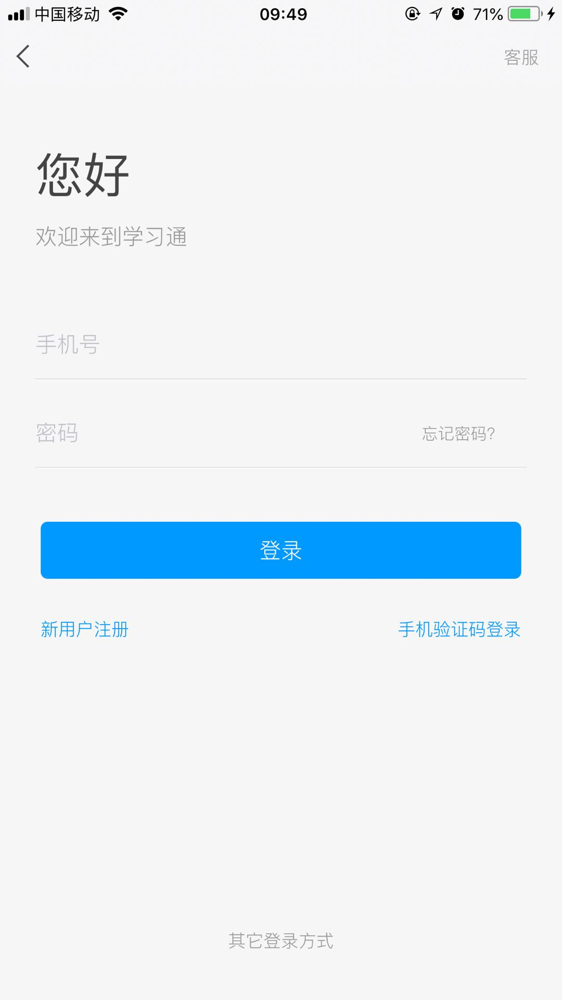 中国移动 09:49 71%
客服
您好
欢迎来到学习通
手机号
密码 忘记密码?
登录
新用户注册 手机验证码登录
其它登录方式